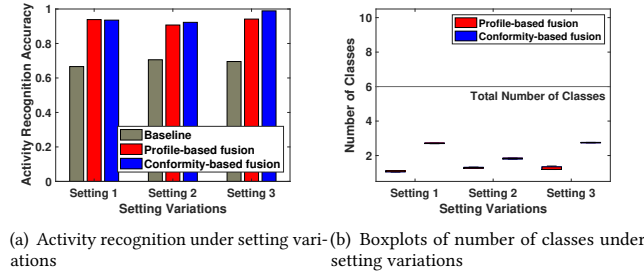 Activity Recognition Accuracy
1
0.8
0.6
0.4
0.2
0
Baseline
Profile-based fusion
Conformity-based fusion
Setting 1 Setting 2 Setting 3
Setting Variations
Number of Classes
10
8
6
4
2
Profile-based fusion
Conformity-based fusion
Total Number of Classes
Setting 1 Setting 2 Setting 3
Setting Variations
(a) Activity recognition under setting vari-
ations
(b) Boxplots of number of classes under
setting variations